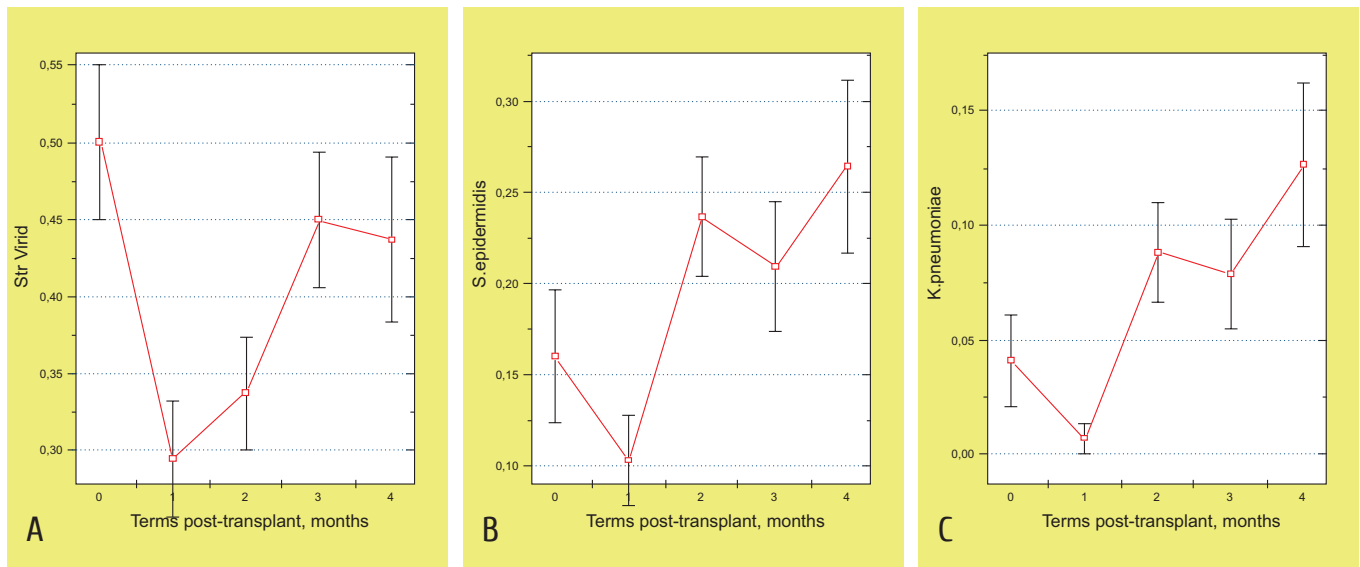 0,55
0,50
0,45
0,40
0,35
0,30
Str Virid
0 1 2 3 4
Terms post-transplant, months
A
0,30
0,25
0,20
0,15
0,10
S.epidermidis
0 1 2 3 4
Terms post-transplant, months
B
0,15
0,10
0,05
0,00
K.pneumoniae
0 1 2 3 4
Terms post-transplant, months
C